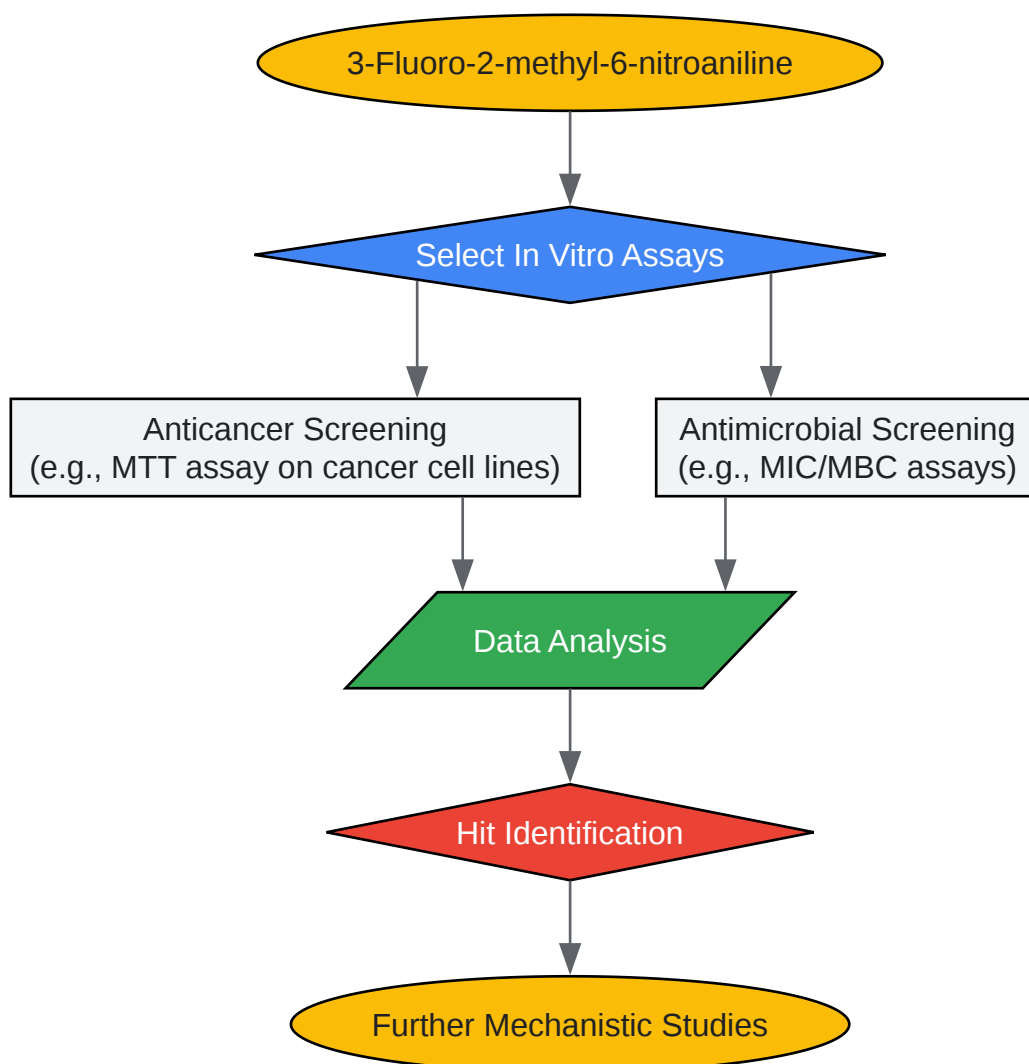 3-Fluoro-2-methyl-6-nitroaniline
Select In Vitro Assays
Anticancer Screening
(e.g., MTT assay on cancer cell lines)
Antimicrobial Screening
(e.g., MIC/MBC assays)
Data Analysis
Hit Identification
Further Mechanistic Studies